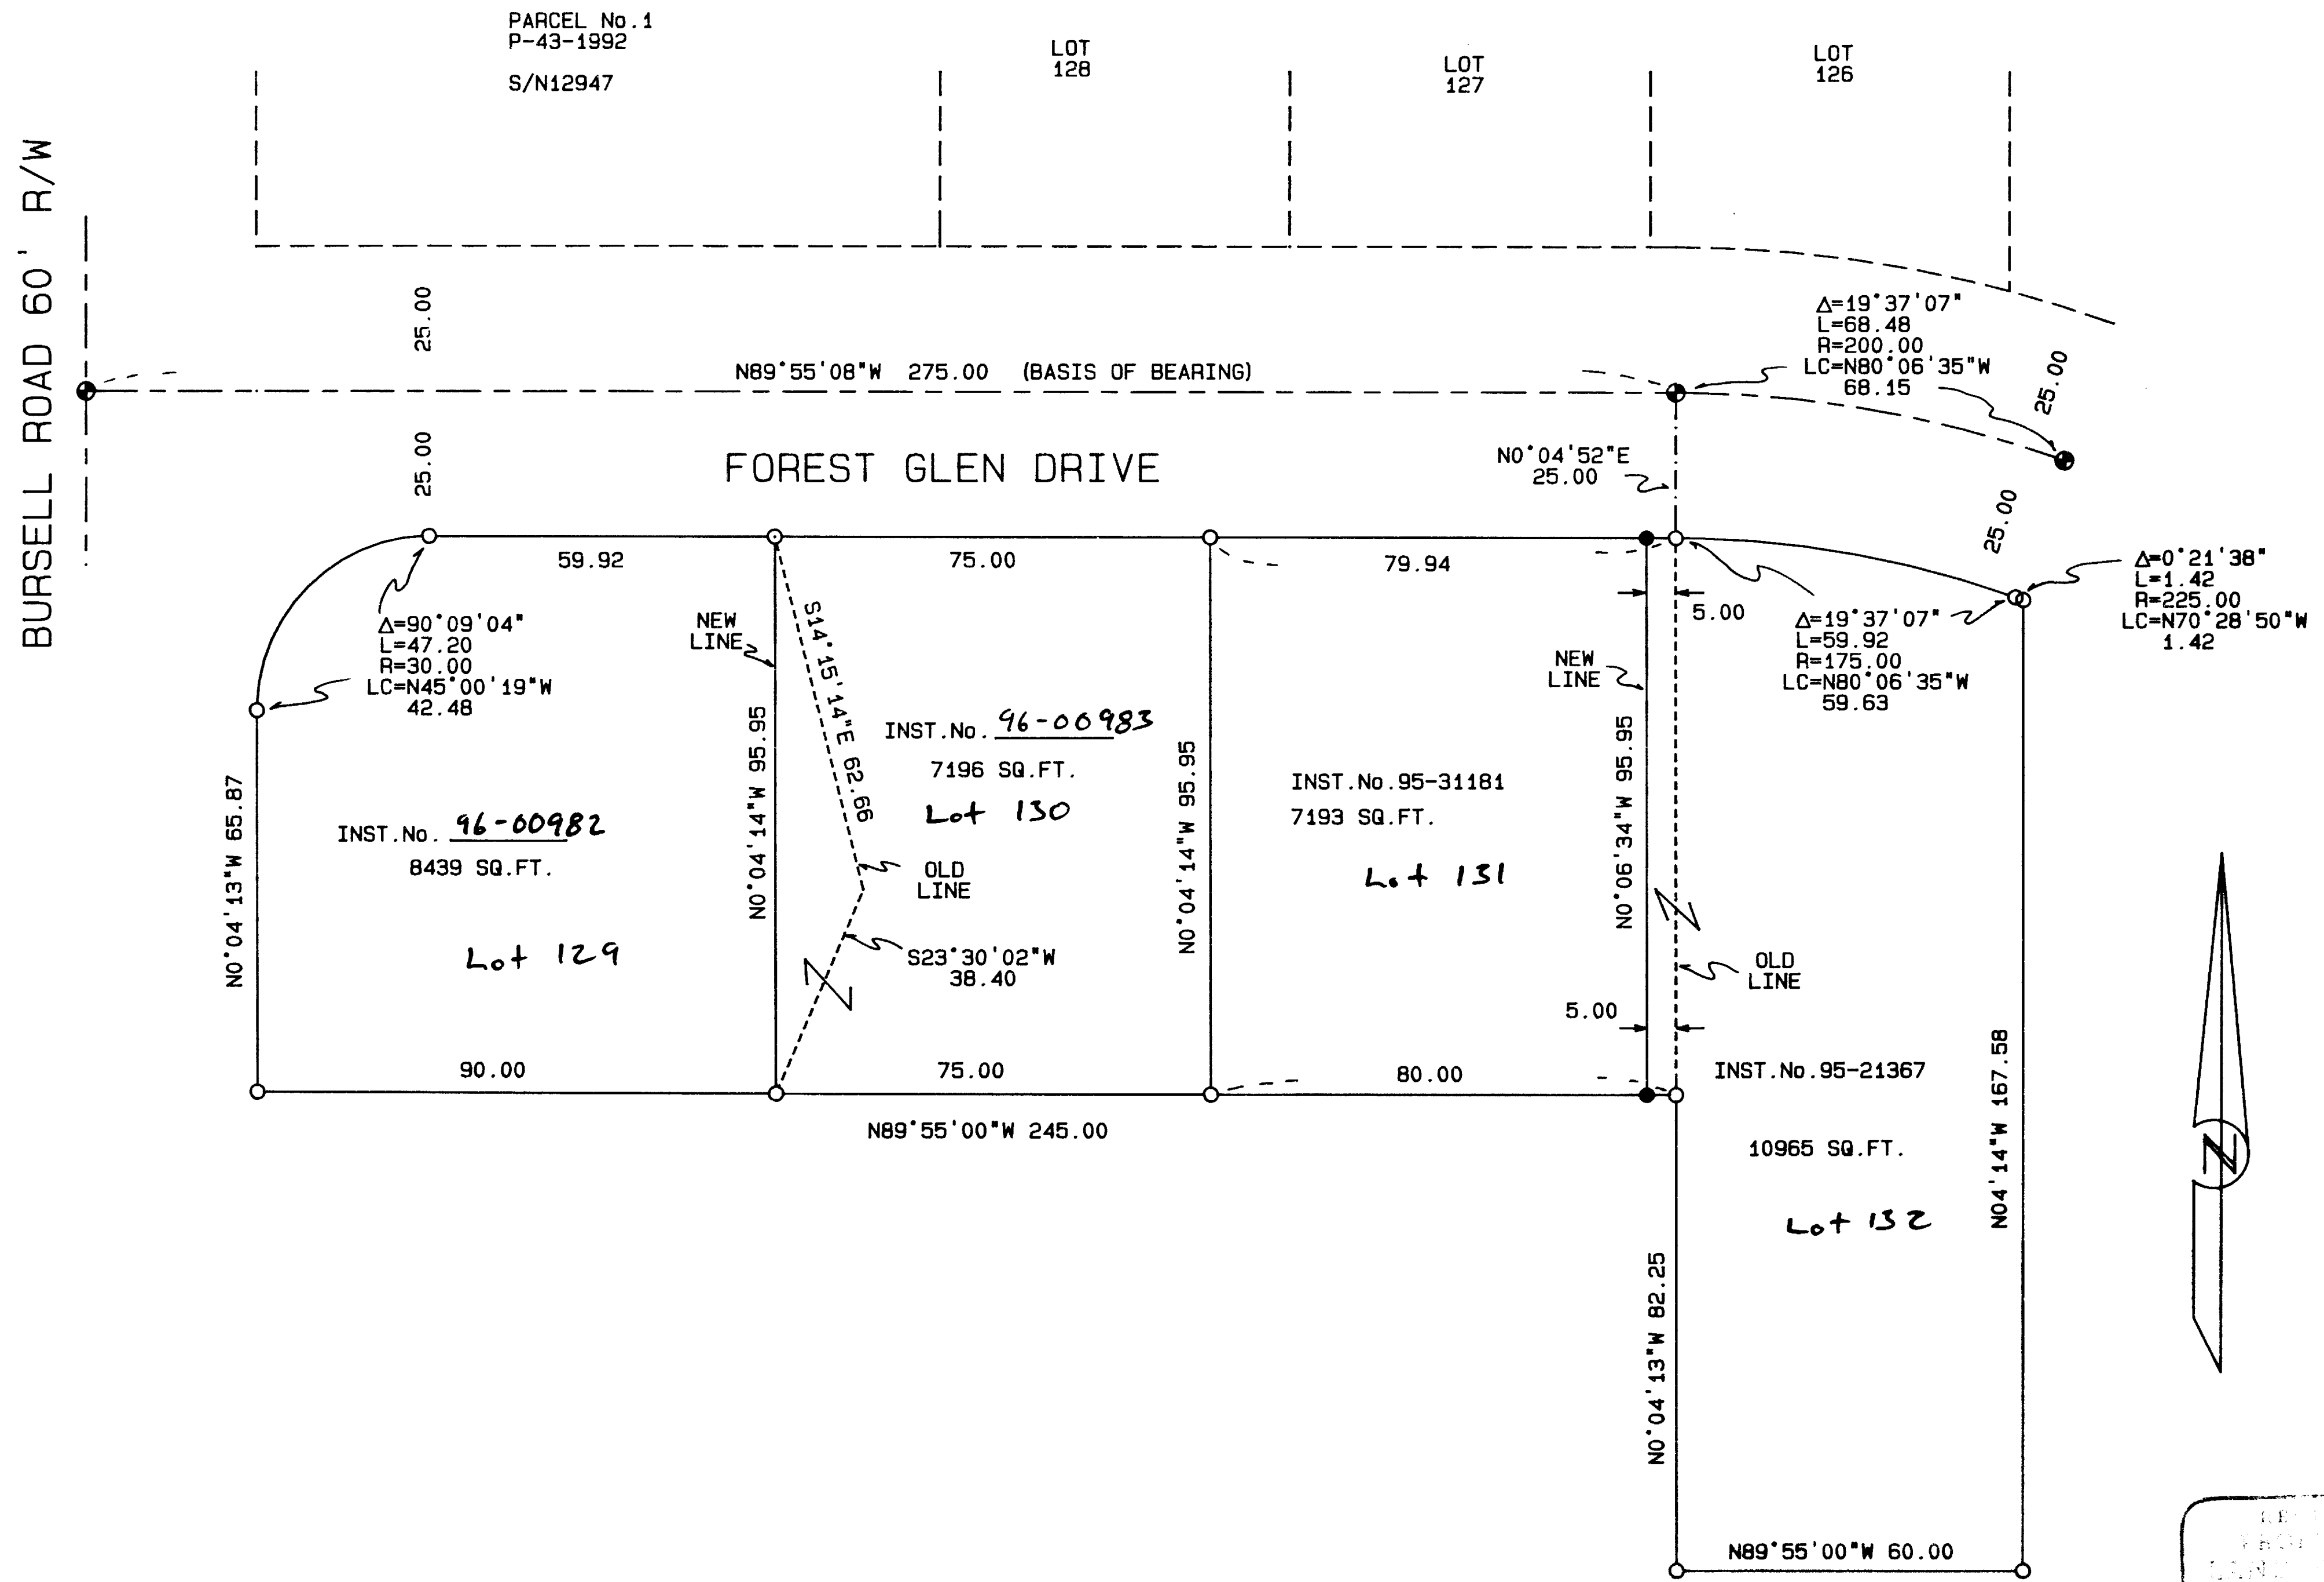 PARCEL No.1
P-43-1992
S/N12947
LOT
128
LOT
127
LOT
126
BURSELL ROAD 60' R/W
25.00
N89°55'08"W 275.00 (BASIS OF BEARING)
Δ=19°37'07"
L=68.48
R=200.00
LC=N80°06'35"W
68.15
25.00
25.00
FOREST GLEN DRIVE
N0°04'52"E
25.00
25.00
59.92
75.00
79.94
5.00
Δ=0°21'38"
L=1.42
R=225.00
LC=N70°28'50"W
1.42
Δ=90°09'04"
L=47.20
R=30.00
LC=N45°00'19"W
42.48
NEW
LINE
S14°15'14"E 62.66
NEW
LINE
Δ=19°37'07"
L=59.92
R=175.00
LC=N80°06'35"W
59.63
N0°04'13"W 65.87
INST.No. 96-00982
8439 SQ.FT.
Lot 129
N0°04'14"W 95.95
INST.No. 96-00983
7196 SQ.FT.
Lot 130
OLD
LINE
S23°30'02"W
38.40
N0°04'14"W 95.95
INST.No.95-31181
7193 SQ.FT.
Lot 131
N0°06'34"W 95.95
OLD
LINE
5.00
90.00
75.00
80.00
N89°55'00"W 245.00
INST.No.95-21367
10965 SQ.FT.
Lot 132
N04'14"W 167.58
N0°04'13"W 82.25
N89°55'00"W 60.00
N